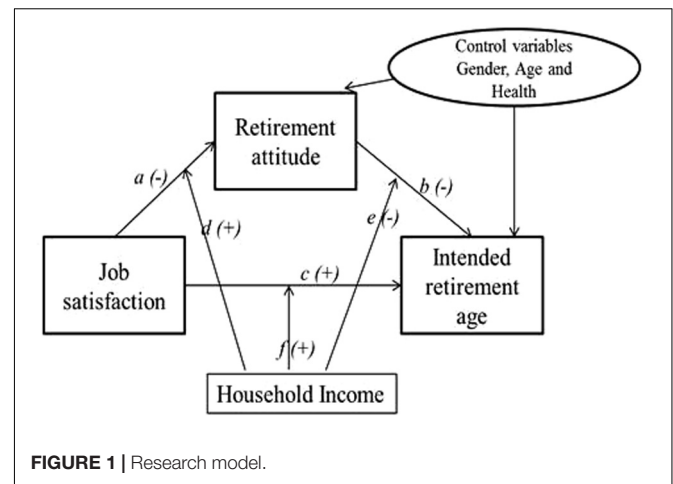 Control variables
Gender, Age and
Health
Retirement
attitude
a (-)
b (-)
d (+)
e (-)
Job
satisfaction
c (+)
Intended
retirement
age
f (+)
Household Income
FIGURE 1 | Research model.